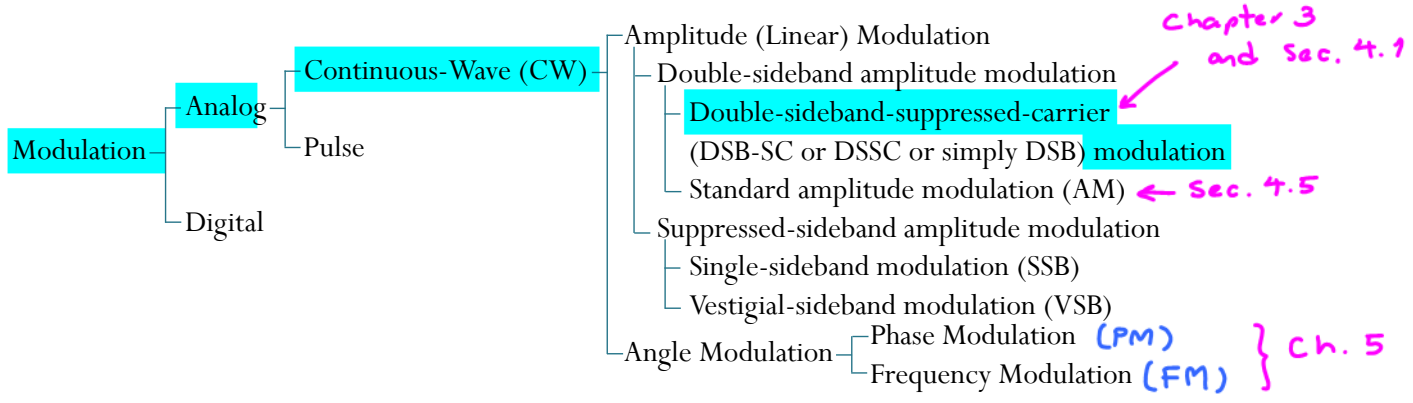 Chapter 3
and Sec. 4.1
Amplitude (Linear) Modulation
Double-sideband amplitude modulation
Continuous-Wave (CW)
Analog
Double-sideband-suppressed-carrier
Modulation
Pulse
(DSB-SC or DSSC or simply DSB) modulation
Standard amplitude modulation (AM) ← Sec. 4.5
Digital
Suppressed-sideband amplitude modulation
Single-sideband modulation (SSB)
Vestigial-sideband modulation (VSB)
Phase Modulation (PM)
Angle Modulation
} Ch. 5
Frequency Modulation (FM)